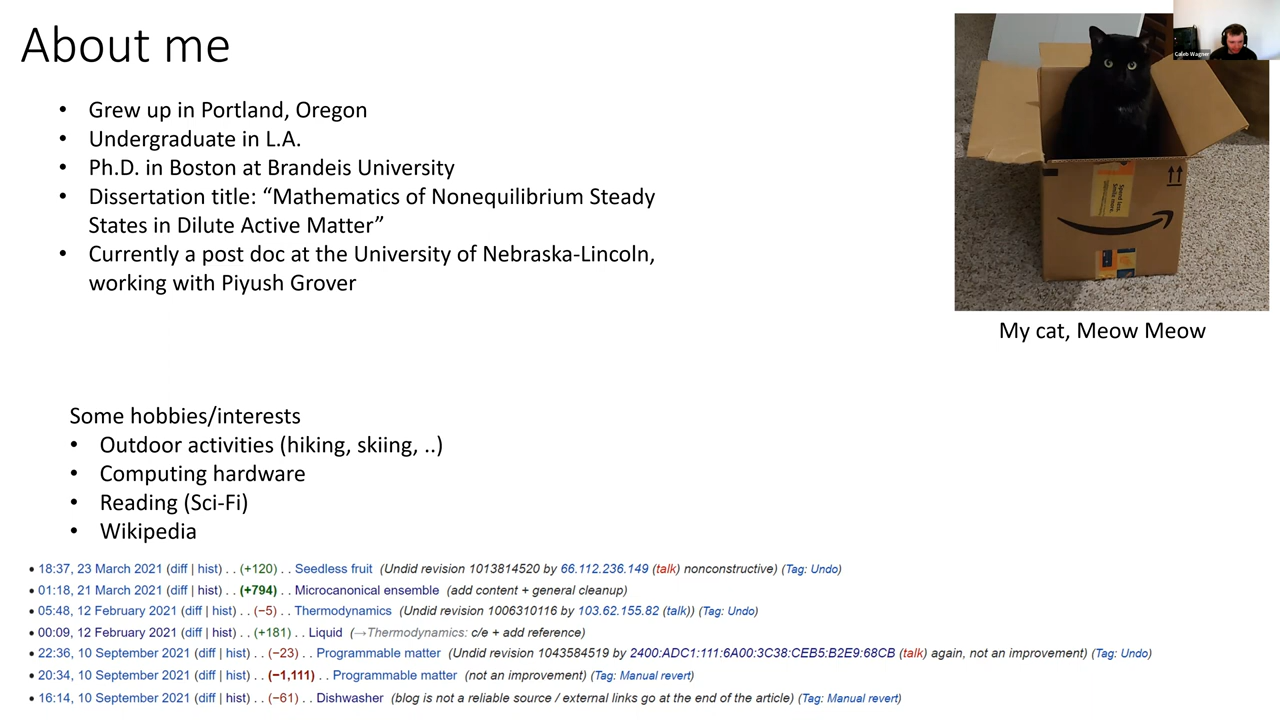 About me
• Grew up in Portland, Oregon
• Undergraduate in L.A.
• Ph.D. in Boston at Brandeis University
• Dissertation title: “Mathematics of Nonequilibrium Steady
States in Dilute Active Matter”
• Currently a post doc at the University of Nebraska-Lincoln,
working with Piyush Grover
Caleb Wagner
My cat, Meow Meow
Some hobbies/interests
• Outdoor activities (hiking, skiing, ..)
• Computing hardware
• Reading (Sci-Fi)
• Wikipedia
• 18:37, 23 March 2021 (diff | hist) . . (+120) . . Seedless fruit (Undid revision 1013814520 by 66.112.236.149 (talk) nonconstructive) (Tag: Undo)
• 01:18, 21 March 2021 (diff | hist) . . (+794) . . Microcanonical ensemble (add content + general cleanup)
• 05:48, 12 February 2021 (diff | hist) . . (−5) . . Thermodynamics (Undid revision 1006310116 by 103.62.155.82 (talk)) (Tag: Undo)
• 00:09, 12 February 2021 (diff | hist) . . (+181) . . Liquid (→Thermodynamics: c/e + add reference)
• 22:36, 10 September 2021 (diff | hist) . . (−23) . . Programmable matter (Undid revision 1043584519 by 2400:ADC1:111:6A00:3C38:CEB5:B2E9:68CB (talk) again, not an improvement) (Tag: Undo)
• 20:34, 10 September 2021 (diff | hist) . . (−1,111) . . Programmable matter (not an improvement) (Tag: Manual revert)
• 16:14, 10 September 2021 (diff | hist) . . (−61) . . Dishwasher (blog is not a reliable source / external links go at the end of the article) (Tag: Manual revert)